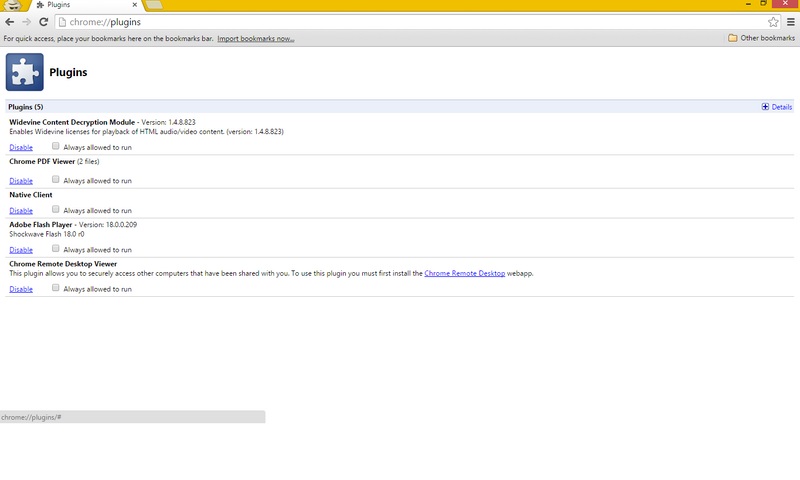 Plugins
chrome://plugins
For quick access, place your bookmarks here on the bookmarks bar. Import bookmarks now...
Other bookmarks
Plugins
Plugins (5)
Details
Widevine Content Decryption Module - Version: 1.4.8.823
Enables Widevine licenses for playback of HTML audio/video content. (version: 1.4.8.823)
Disable Always allowed to run
Chrome PDF Viewer (2 files)
Disable Always allowed to run
Native Client
Disable Always allowed to run
Adobe Flash Player - Version: 18.0.0.209
Shockwave Flash 18.0 r0
Disable Always allowed to run
Chrome Remote Desktop Viewer
This plugin allows you to securely access other computers that have been shared with you. To use this plugin you must first install the Chrome Remote Desktop webapp.
Disable Always allowed to run
chrome://plugins/#